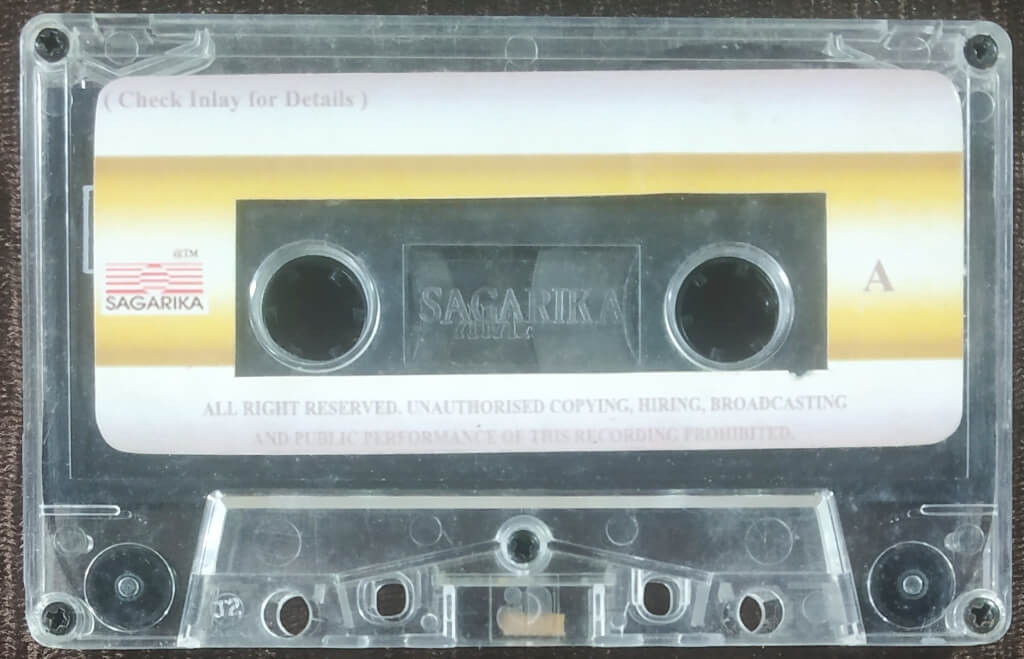 ( Check Inlay for Details )
®TM
SAGARIKA
SAGARIKA
A
ALL RIGHT RESERVED. UNAUTHORISED COPYING, HIRING, BROADCASTING
AND PUBLIC PERFORMANCE OF THIS RECORDING PROHIBITED.